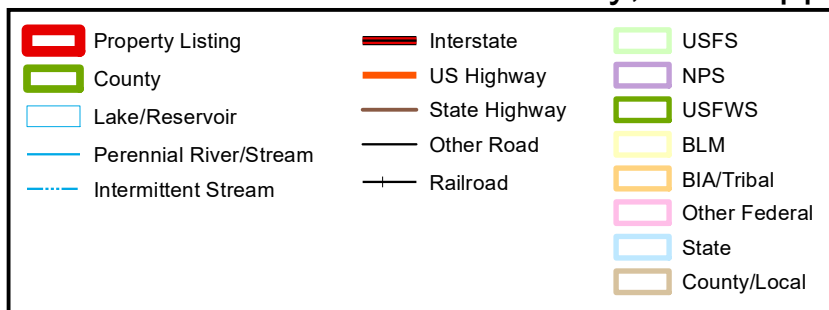 Property Listing
County
Lake/Reservoir
Perennial River/Stream
Intermittent Stream
Interstate
US Highway
State Highway
Other Road
Railroad
USFS
NPS
USFWS
BLM
BIA/Tribal
Other Federal
State
County/Local